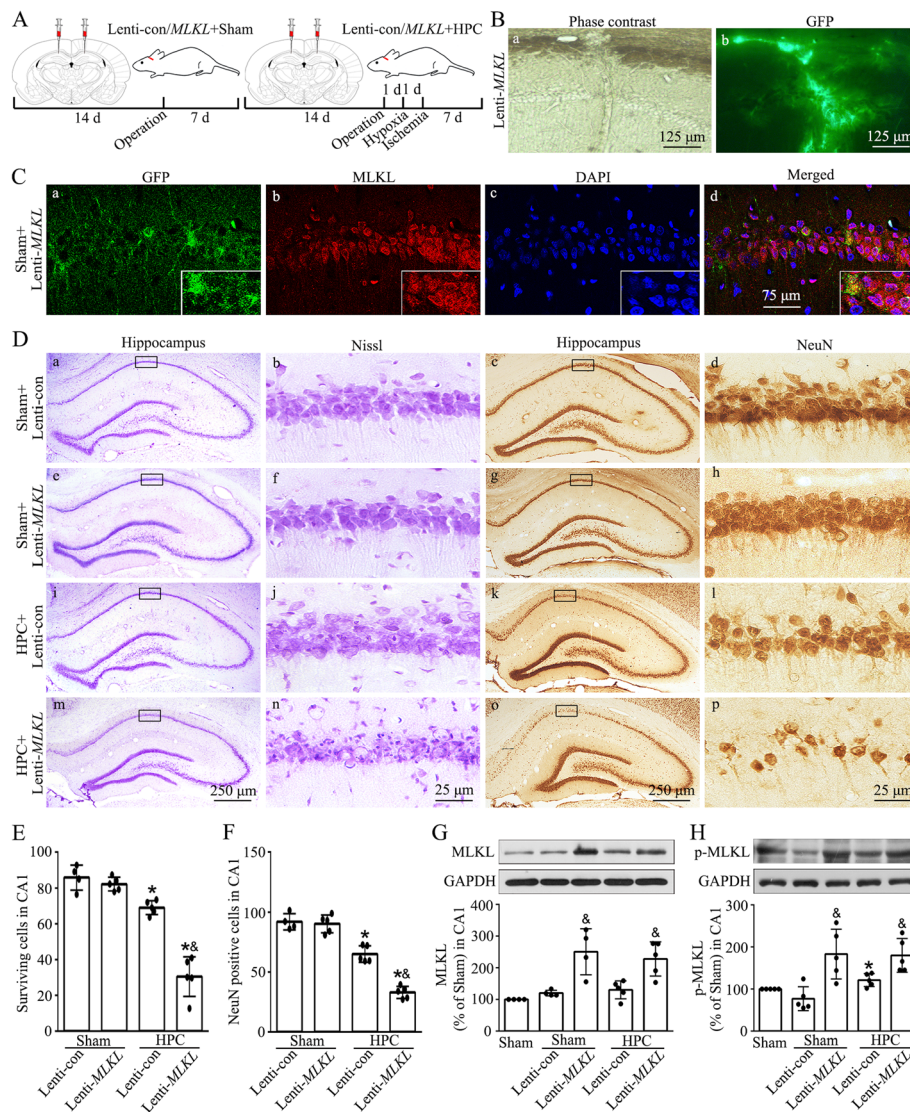 A
Lenti-con/MLKL+Sham
Lenti-con/MLKL+HPC
1 d 1 d
14 d
7 d
14 d
7 d
Operation
Operation
Hypoxia
Ischemia
B
Phase contrast
GFP
Lenti-MLKL
a
b
125 μm
125 μm
C
GFP
MLKL
DAPI
Merged
Sham+
Lenti-MLKL
a
b
c
d
75 μm
D
Hippocampus
Nissl
Hippocampus
NeuN
Sham+
Lenti-con
a
b
c
d
Sham+
Lenti-MLKL
e
f
g
h
HPC+
Lenti-con
i
j
k
l
HPC+
Lenti-MLKL
m
n
o
p
250 μm
25 μm
250 μm
25 μm
E
Surviving cells in CA1
100
80
60
40
20
0
*
*&
Sham
HPC
Lenti-con
Lenti-MLKL
Lenti-con
Lenti-MLKL
F
NeuN positive cells in CA1
150
100
50
0
*
*&
Sham
HPC
Lenti-con
Lenti-MLKL
Lenti-con
Lenti-MLKL
G
MLKL
GAPDH
MLKL
(% of Sham) in CA1
400
300
200
100
0
&
&
Sham
Sham
HPC
Lenti-con
Lenti-MLKL
Lenti-con
Lenti-MLKL
H
p-MLKL
GAPDH
p-MLKL
(% of Sham) in CA1
300
200
100
0
&
*
&
Sham
Sham
HPC
Lenti-con
Lenti-MLKL
Lenti-con
Lenti-MLKL